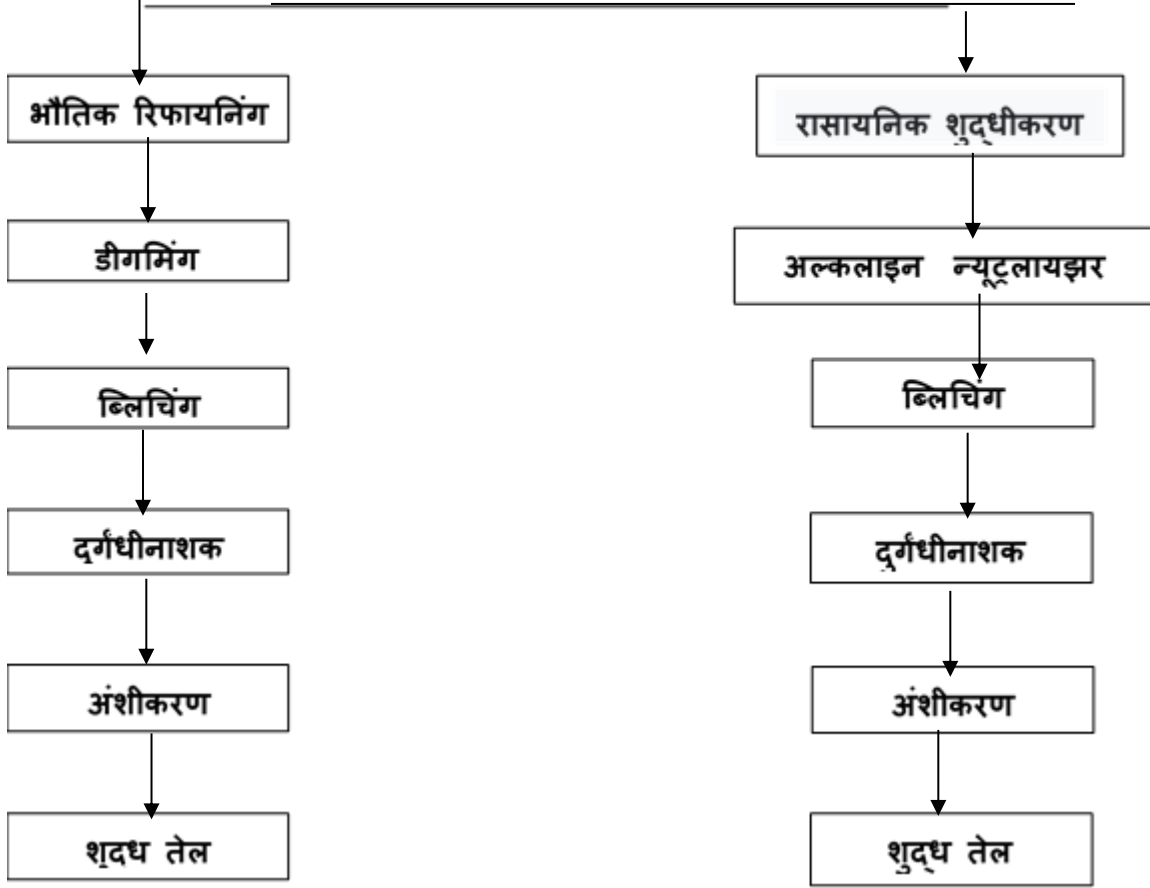 भौतिक रिफायनिंग
डीगमिंग
ब्लिचिंग
दुर्गंधीनाशक
अंशीकरण
शुदध तेल
रासायनिक शुद्धीकरण
अल्कलाइन न्यूट्रलायझर
ब्लिचिंग
दुर्गंधीनाशक
अंशीकरण
शुद्ध तेल